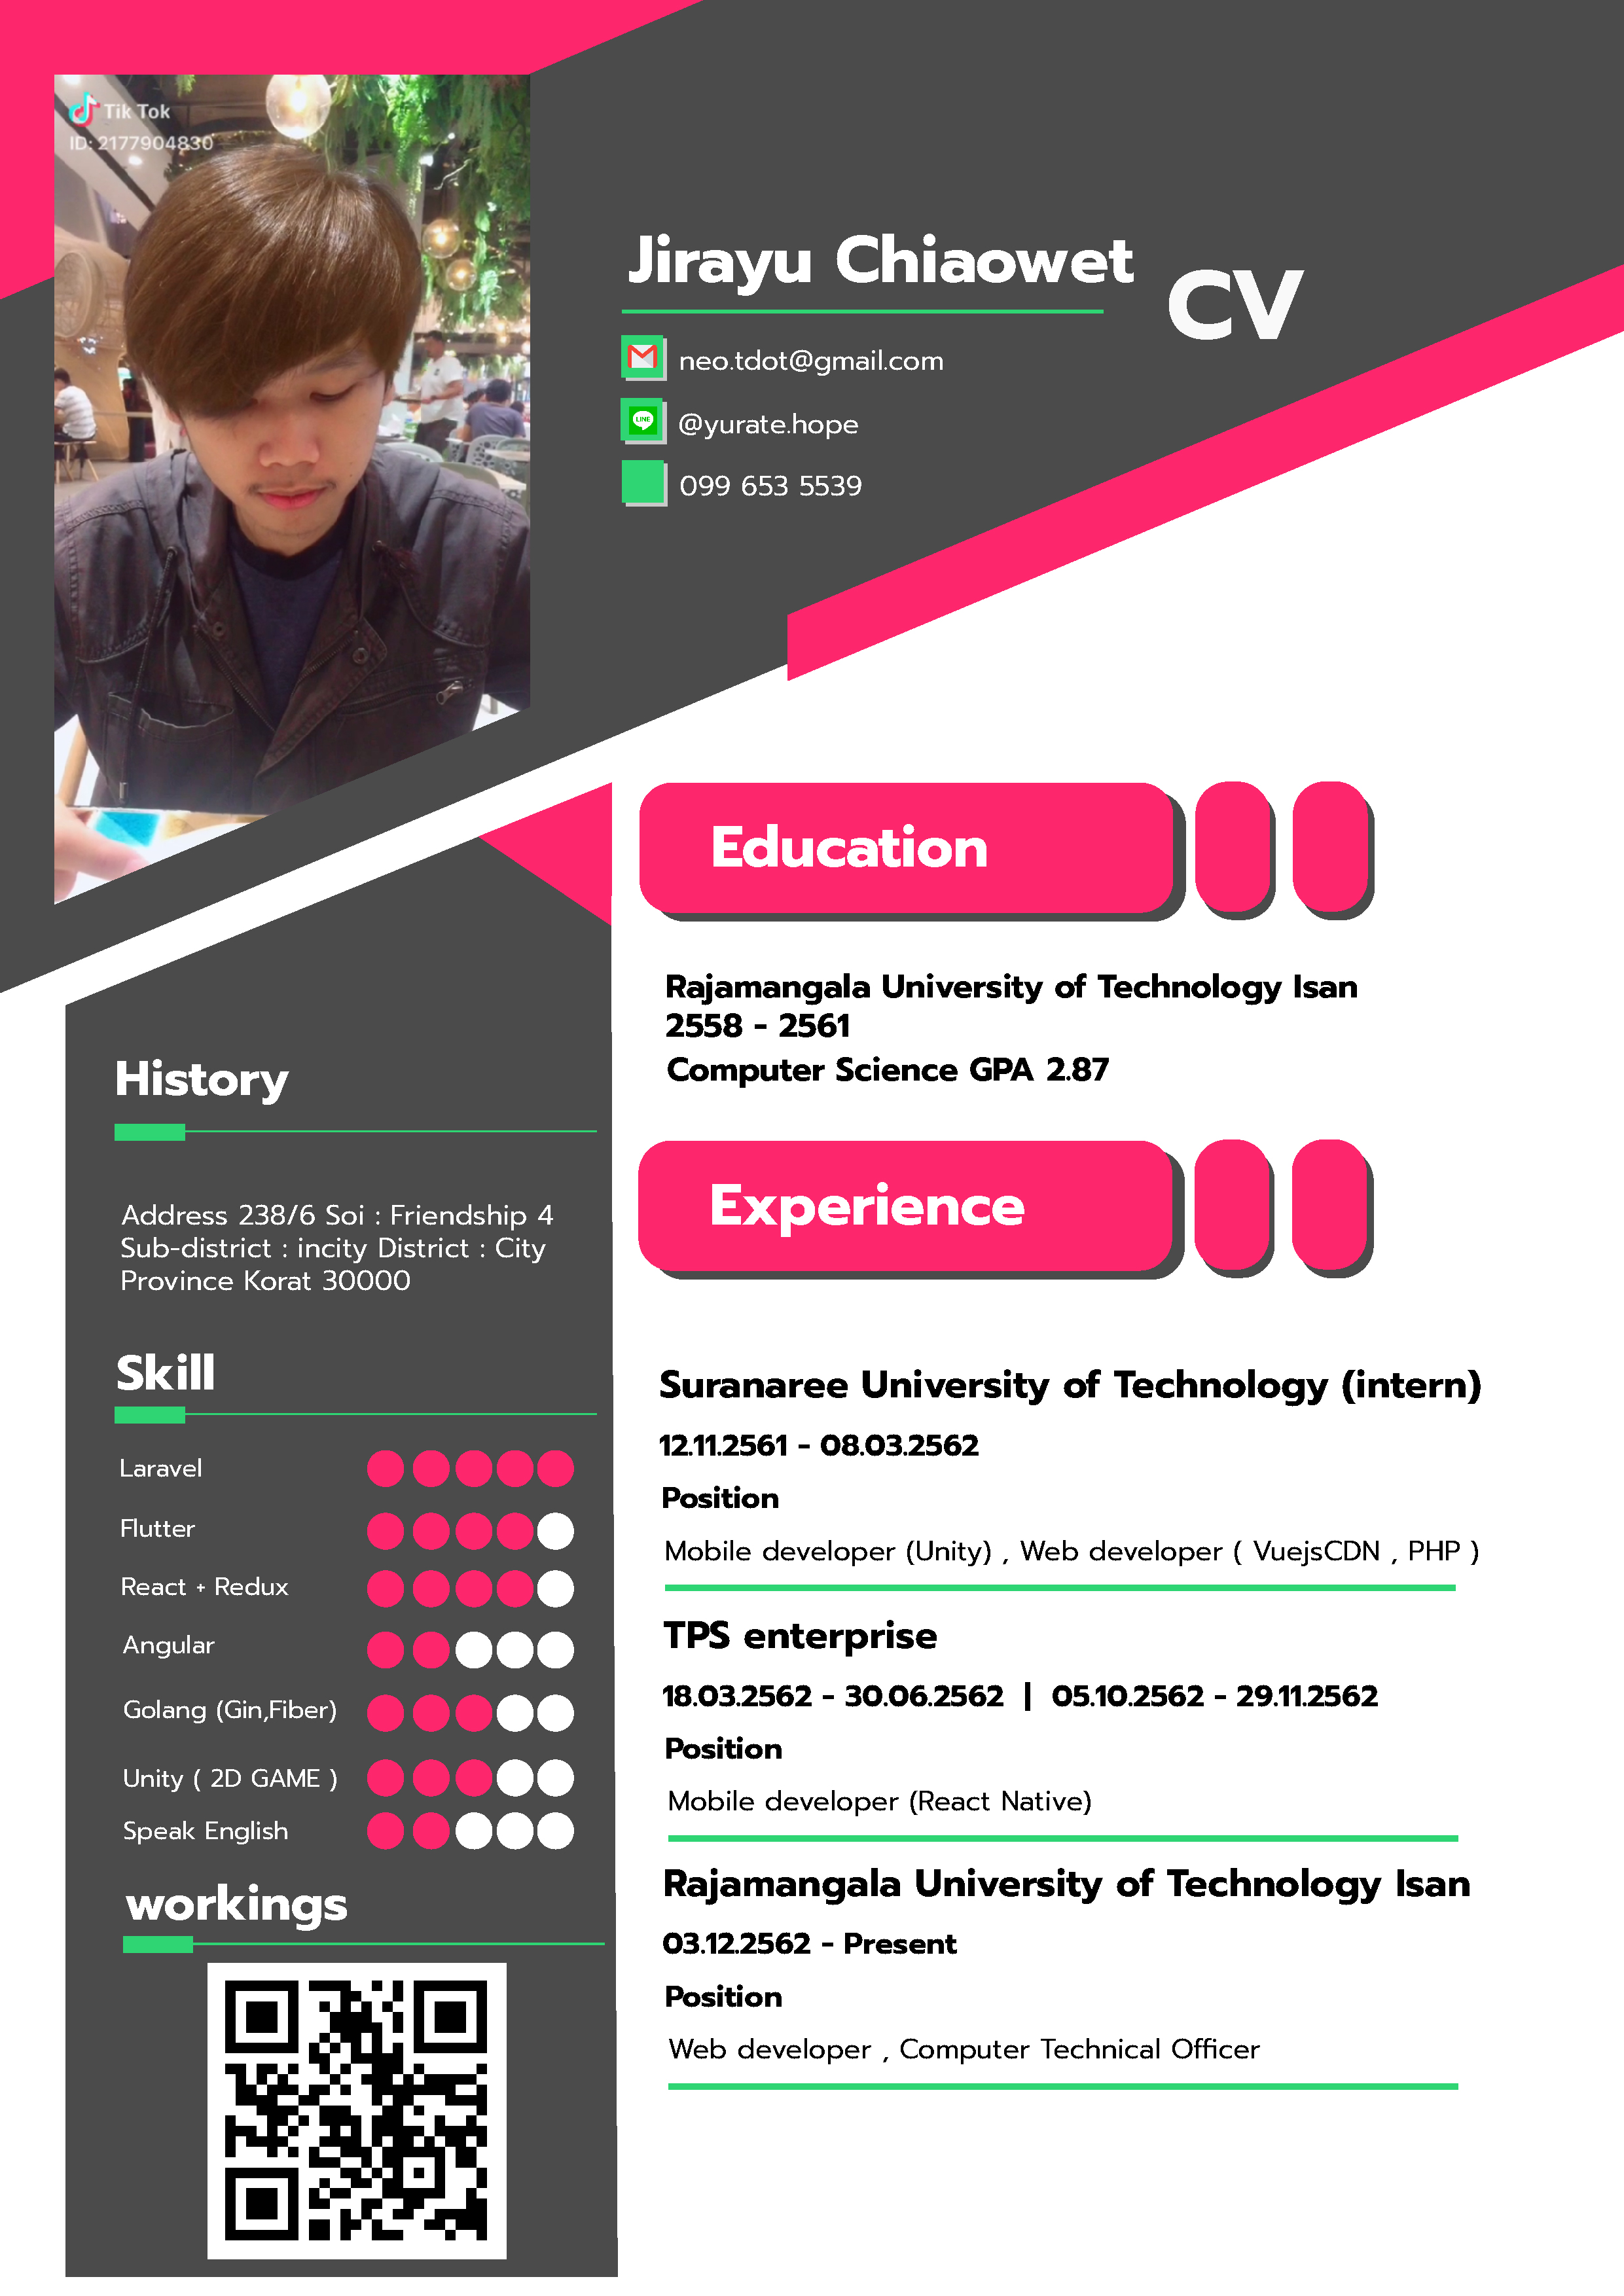 Tik Tok
ID: 2177904830
Jirayu Chiaowet
CV
neo.tdot@gmail.com
LINE
@yurate.hope
099 653 5539
Education
Rajamangala University of Technology Isan
2558 - 2561
Computer Science GPA 2.87
Experience
Suranaree University of Technology (intern)
12.11.2561 - 08.03.2562
Position
Mobile developer (Unity) , Web developer ( VuejsCDN , PHP )
TPS enterprise
18.03.2562 - 30.06.2562 | 05.10.2562 - 29.11.2562
Position
Mobile developer (React Native)
Rajamangala University of Technology Isan
03.12.2562 - Present
Position
Web developer , Computer Technical Officer
History
Address 238/6 Soi : Friendship 4
Sub-district : incity District : City
Province Korat 30000
Skill
Laravel
Flutter
React + Redux
Angular
Golang (Gin,Fiber)
Unity ( 2D GAME )
Speak English
workings